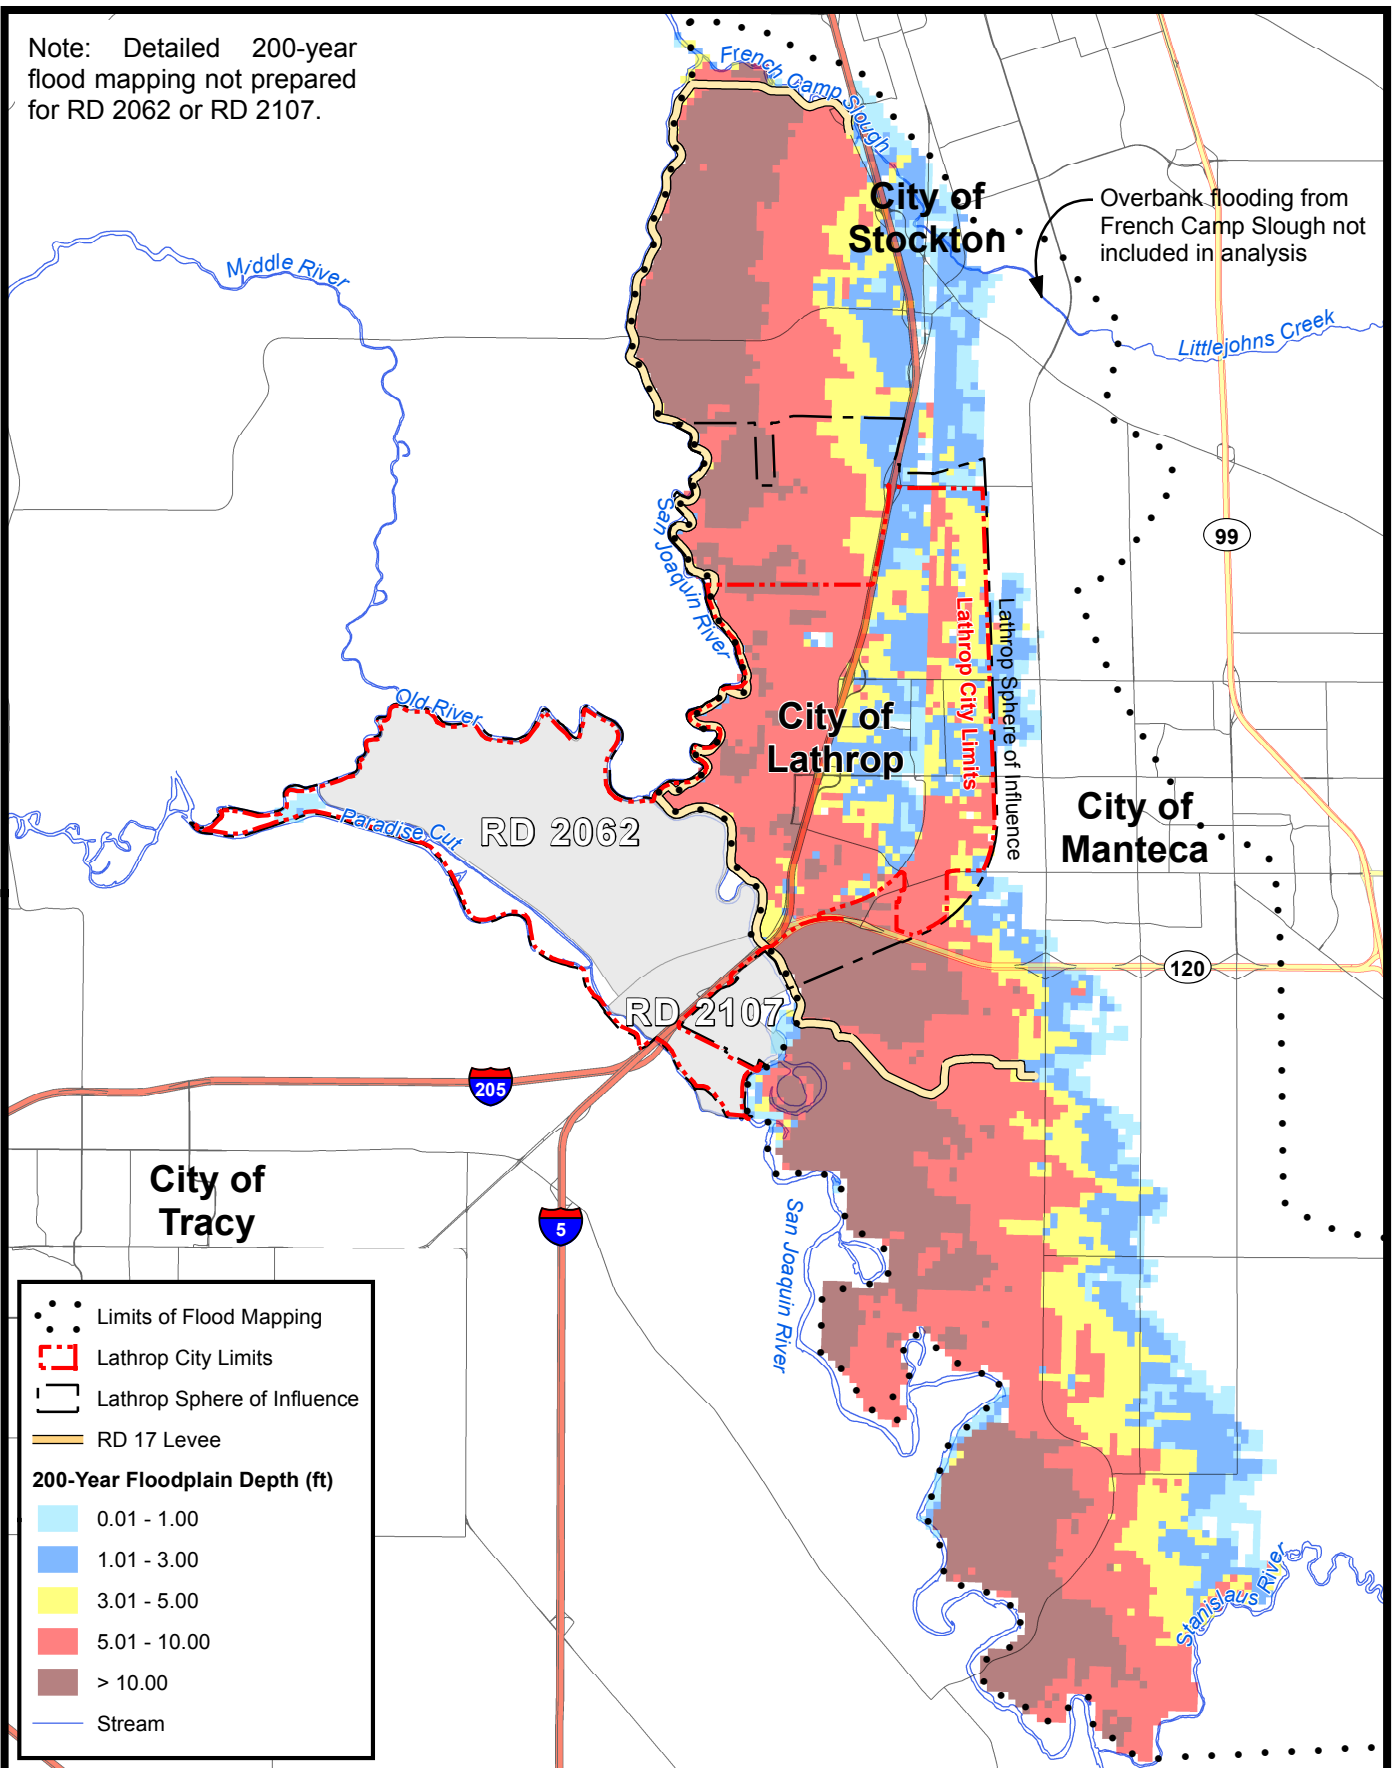 Note: Detailed 200-year
flood mapping not prepared
for RD 2062 or RD 2107.
French Camp Slough
City of
Stockton
Overbank flooding from
French Camp Slough not
included in analysis
Middle River
Littlejohns Creek
99
San Joaquin River
Lathrop City Limits
Lathrop Sphere of Influence
Old River
City of
Lathrop
Paradise Cut
RD 2062
City of
Manteca
120
RD 2107
205
City of
Tracy
5
San Joaquin River
Stanislaus River
Limits of Flood Mapping
Lathrop City Limits
Lathrop Sphere of Influence
RD 17 Levee
200-Year Floodplain Depth (ft)
0.01 - 1.00
1.01 - 3.00
3.01 - 5.00
5.01 - 10.00
> 10.00
Stream